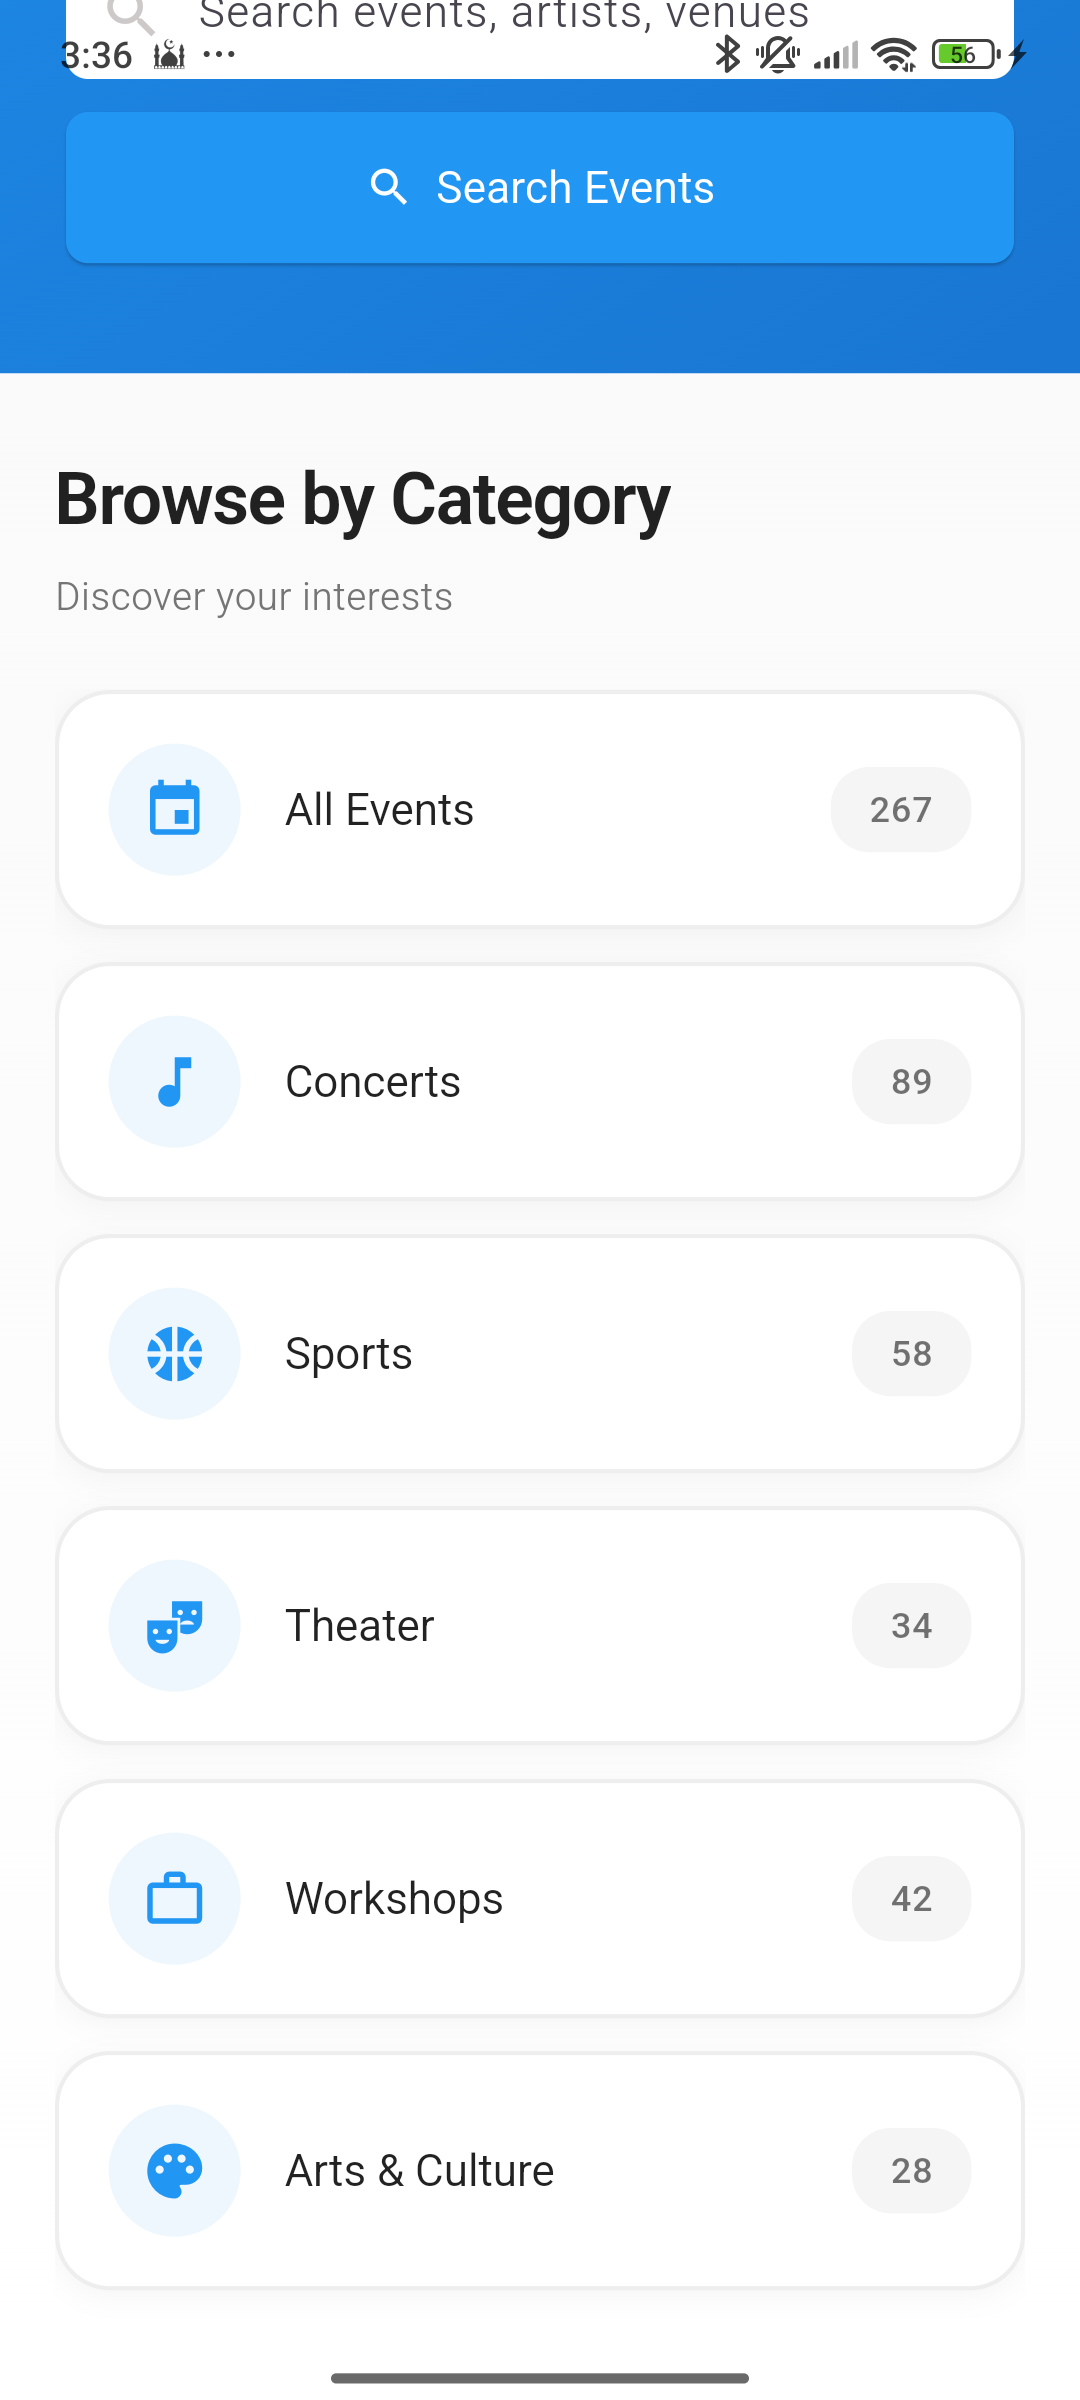 Search events, artists, venues
3:36 ... 56
Search Events
Browse by Category
Discover your interests
All Events 267
Concerts 89
Sports 58
Theater 34
Workshops 42
Arts & Culture 28